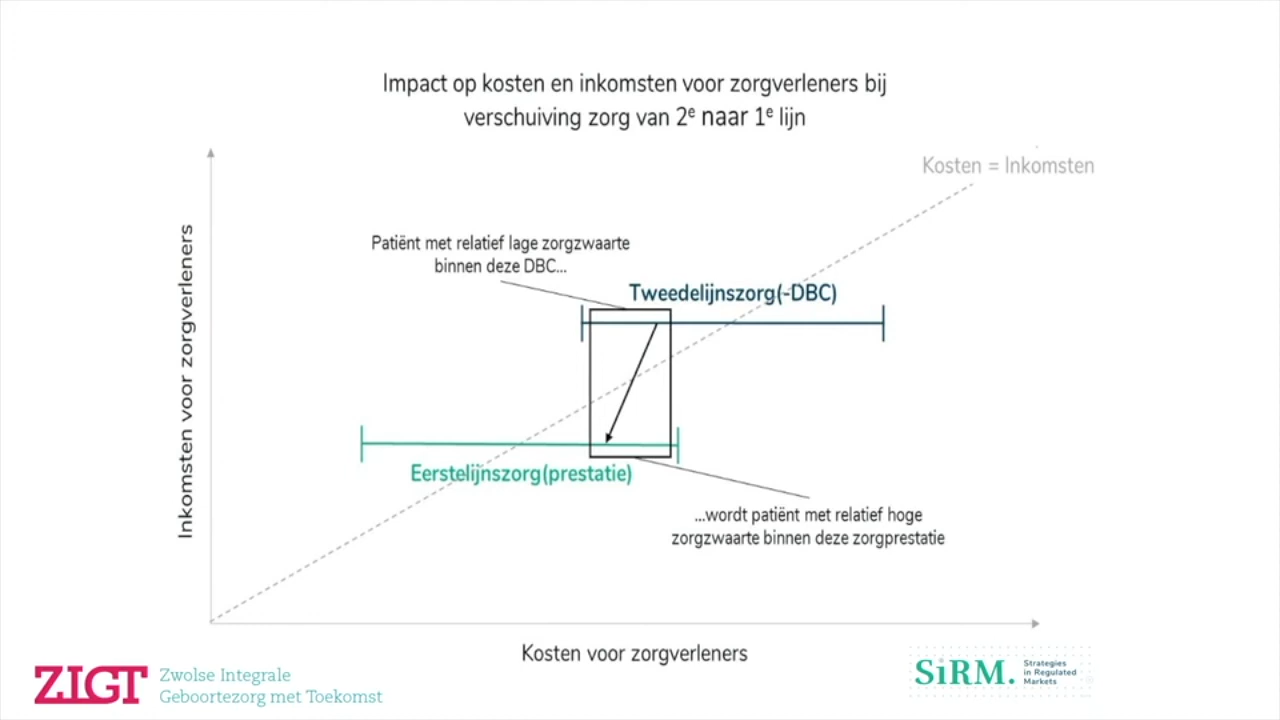 Impact op kosten en inkomsten voor zorgverleners bij
verschuiving zorg van 2e naar 1e lijn
Kosten = Inkomsten
Patiënt met relatief lage zorgzwaarte
binnen deze DBC...
Tweedelijnszorg(-DBC)
Inkomsten voor zorgverleners
Eerstelijnszorg(prestatie)
...wordt patiënt met relatief hoge
zorgzwaarte binnen deze zorgprestatie
Kosten voor zorgverleners
ZIGT
Zwolse Integrale
Geboortezorg met Toekomst
SiRM.
Strategies
in Regulated
Markets